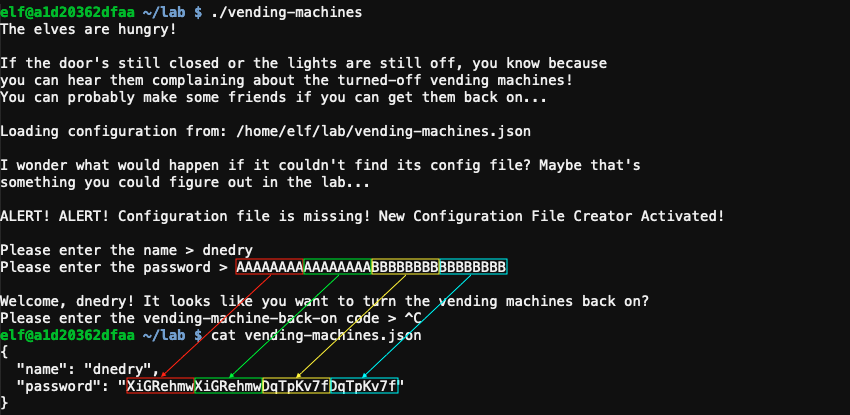 elf@a1d20362dfaa ~/lab $ ./vending-machines
The elves are hungry!
If the door's still closed or the lights are still off, you know because
you can hear them complaining about the turned-off vending machines!
You can probably make some friends if you can get them back on...
Loading configuration from: /home/elf/lab/vending-machines.json
I wonder what would happen if it couldn't find its config file? Maybe that's
something you could figure out in the lab...
ALERT! ALERT! Configuration file is missing! New Configuration File Creator Activated!
Please enter the name > dnedry
Please enter the password > AAAAAAAAAAAAAAAABBBBBBBBBBBBBBBB
Welcome, dnedry! It looks like you want to turn the vending machines back on?
Please enter the vending-machine-back-on code > ^C
elf@a1d20362dfaa ~/lab $ cat vending-machines.json
{
"name": "dnedry",
"password": "XiGRehmwXiGRehmwDqTpKv7fDqTpKv7f"
}